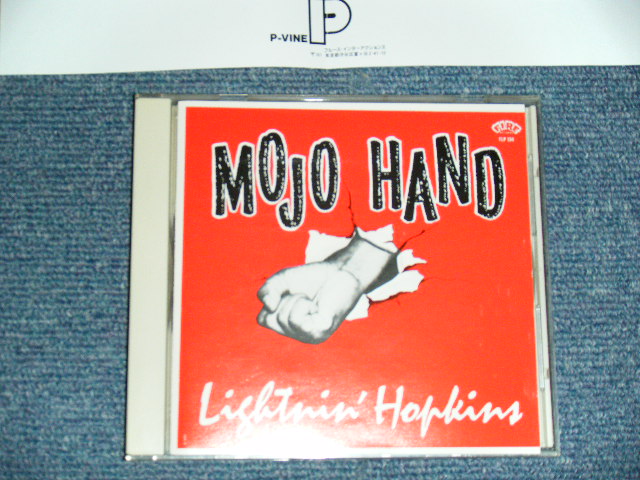 P-VINE
MOJO HAND
FIRE
Lightnin' Hopkins